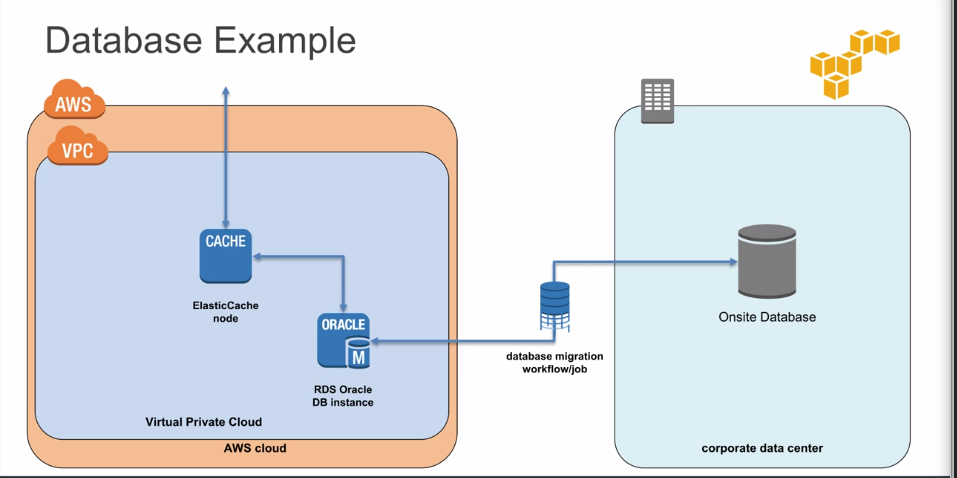 Database Example
AWS
VPC
CACHE
ElasticCache
node
ORACLE
M
RDS Oracle
DB instance
Virtual Private Cloud
AWS cloud
database migration
workflow/job
Onsite Database
corporate data center